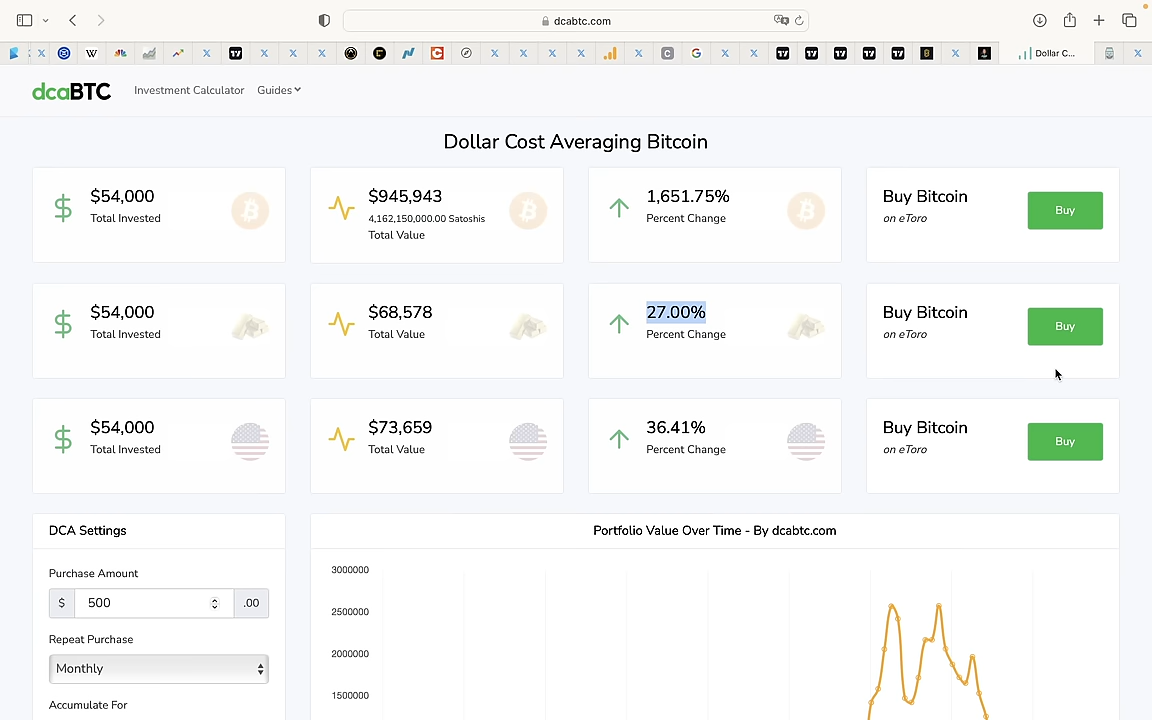 dcabtc.com
Dollar C...
dcaBTC
Investment Calculator
Guides
Dollar Cost Averaging Bitcoin
$54,000
Total Invested
$945,943
4,162,150,000.00 Satoshis
Total Value
1,651.75%
Percent Change
Buy Bitcoin
on eToro
Buy
$54,000
Total Invested
$68,578
Total Value
27.00%
Percent Change
Buy Bitcoin
on eToro
Buy
$54,000
Total Invested
$73,659
Total Value
36.41%
Percent Change
Buy Bitcoin
on eToro
Buy
DCA Settings
Purchase Amount
$ 500 .00
Repeat Purchase
Monthly
Accumulate For
Portfolio Value Over Time - By dcabtc.com
3000000
2500000
2000000
1500000